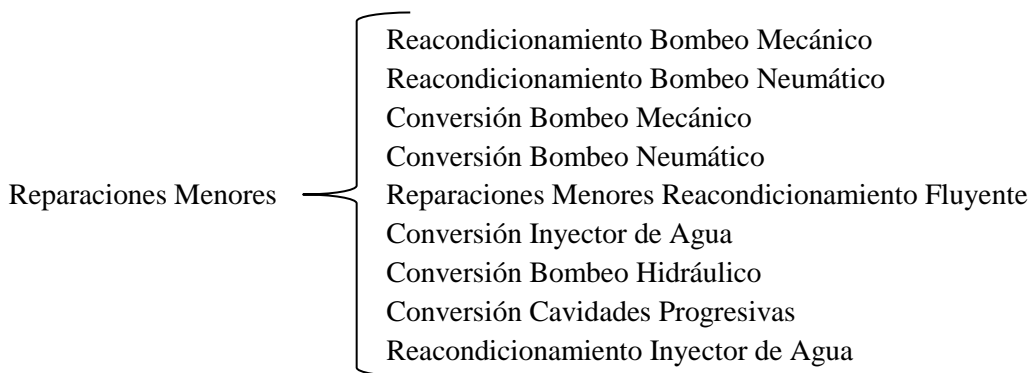 Reacondicionamiento Bombeo Mecánico
Reacondicionamiento Bombeo Neumático
Conversión Bombeo Mecánico
Conversión Bombeo Neumático
Reparaciones Menores
Reparaciones Menores Reacondicionamiento Fluyente
Conversión Inyector de Agua
Conversión Bombeo Hidráulico
Conversión Cavidades Progresivas
Reacondicionamiento Inyector de Agua